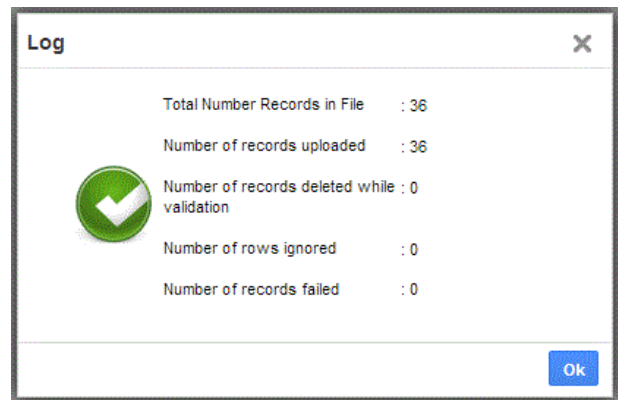 Log
Total Number Records in File : 36
Number of records uploaded : 36
Number of records deleted while : 0
validation
Number of rows ignored : 0
Number of records failed : 0
Ok